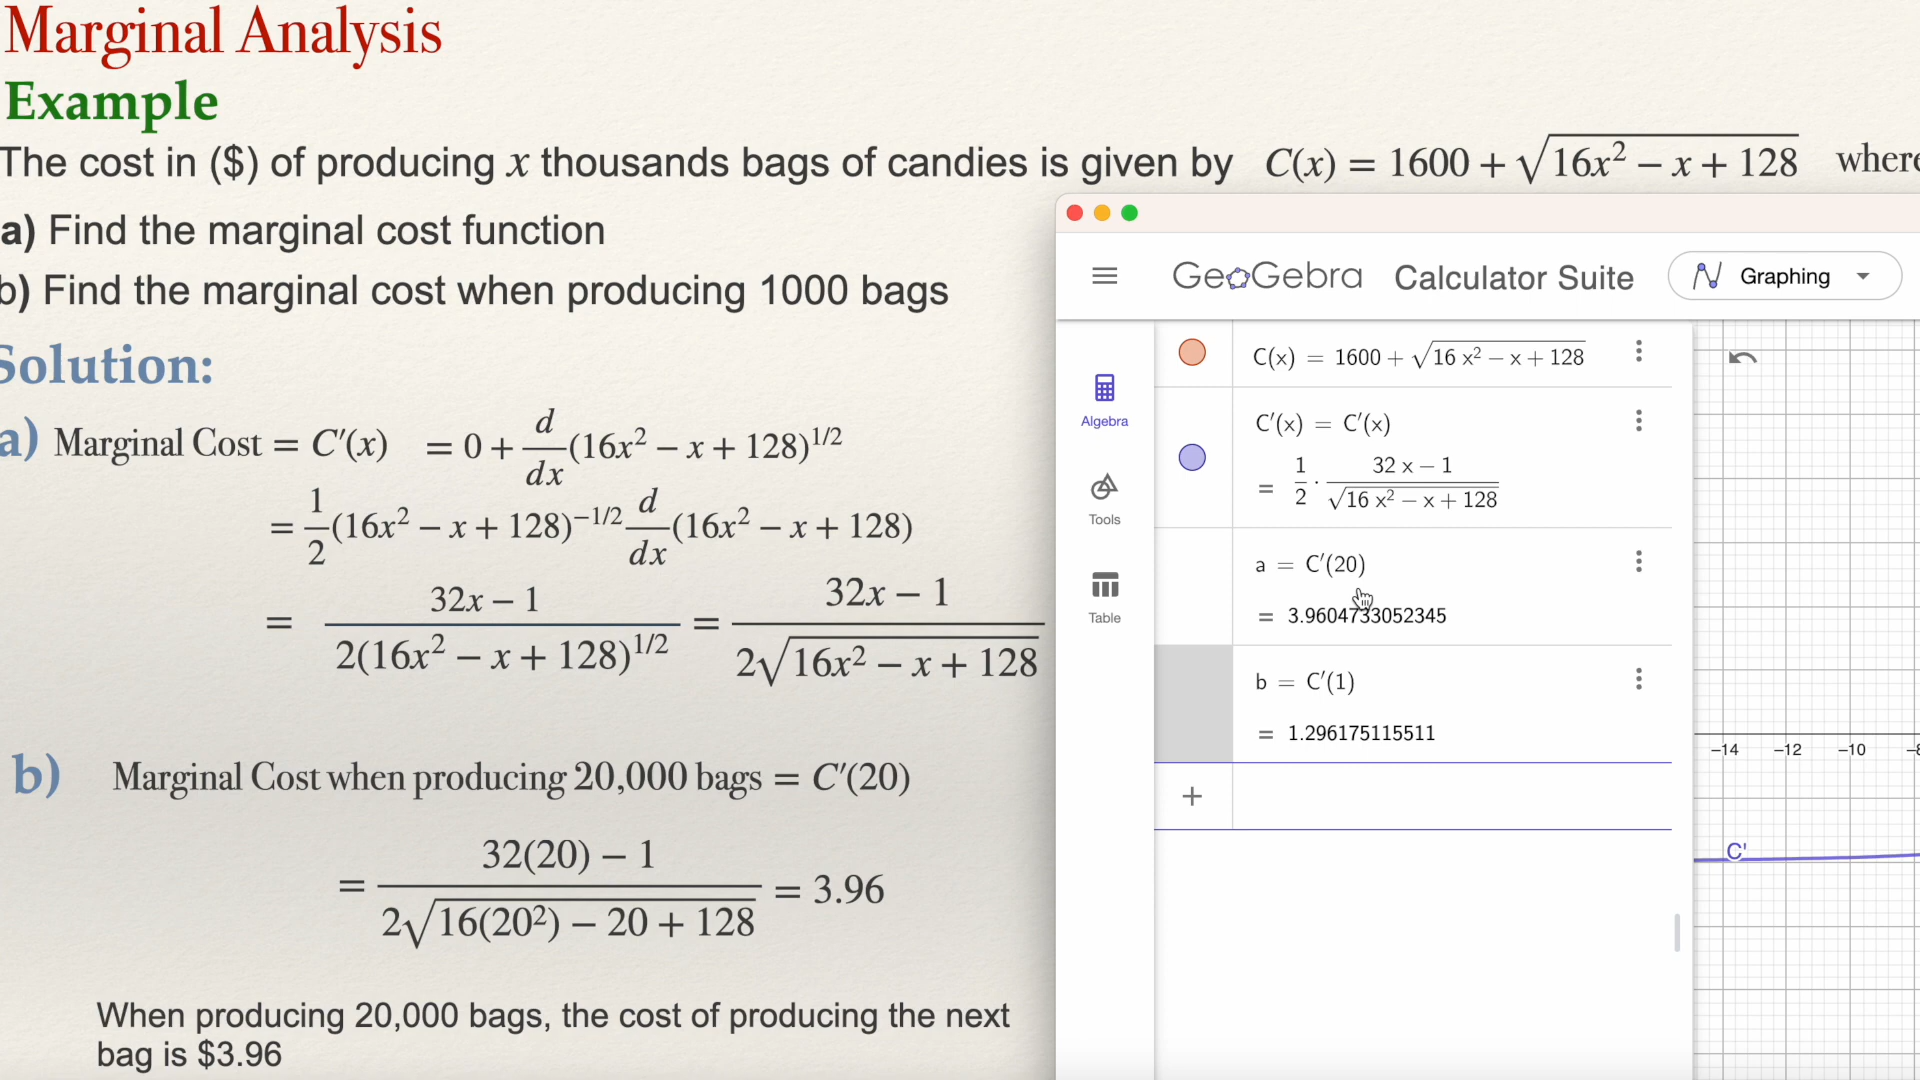 Marginal Analysis
Example
The cost in ($) of producing x thousands bags of candies is given by C(x) = 1600 + √(16x² − x + 128) where
a) Find the marginal cost function
b) Find the marginal cost when producing 1000 bags
Solution:
a) Marginal Cost = C′(x) = 0 + d/dx (16x² − x + 128)^1/2
= 1/2 (16x² − x + 128)^−1/2 d/dx (16x² − x + 128)
= (32x − 1)/(2(16x² − x + 128)^1/2) = (32x − 1)/(2√(16x² − x + 128))
b) Marginal Cost when producing 20,000 bags = C′(20)
= (32(20) − 1)/(2√(16(20²) − 20 + 128)) = 3.96
When producing 20,000 bags, the cost of producing the next
bag is $3.96
GeoGebra Calculator Suite
Graphing
Algebra
Tools
Table
C(x) = 1600 + √(16 x² − x + 128)
C′(x) = C′(x)
= 1/2 · (32 x − 1)/√(16 x² − x + 128)
a = C′(20)
= 3.9604733052345
b = C′(1)
= 1.296175115511
+
−14 −12 −10
C'